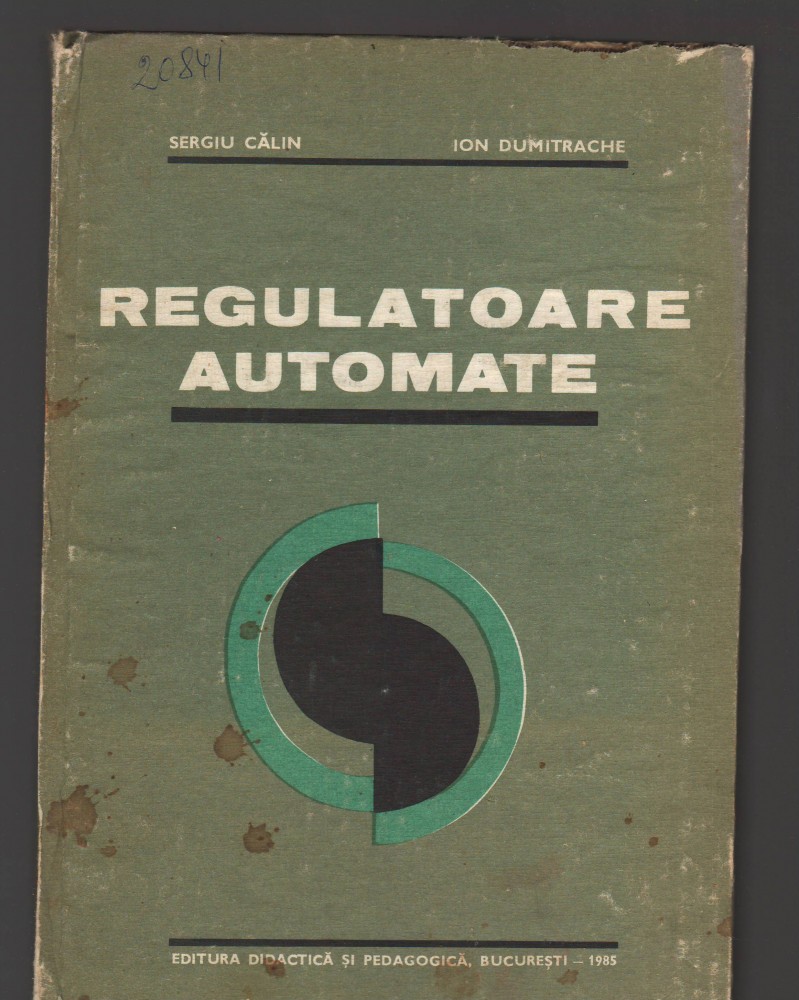 20841
SERGIU CĂLIN ION DUMITRACHE
REGULATOARE
AUTOMATE
EDITURA DIDACTICĂ ȘI PEDAGOGICĂ, BUCUREȘTI — 1985